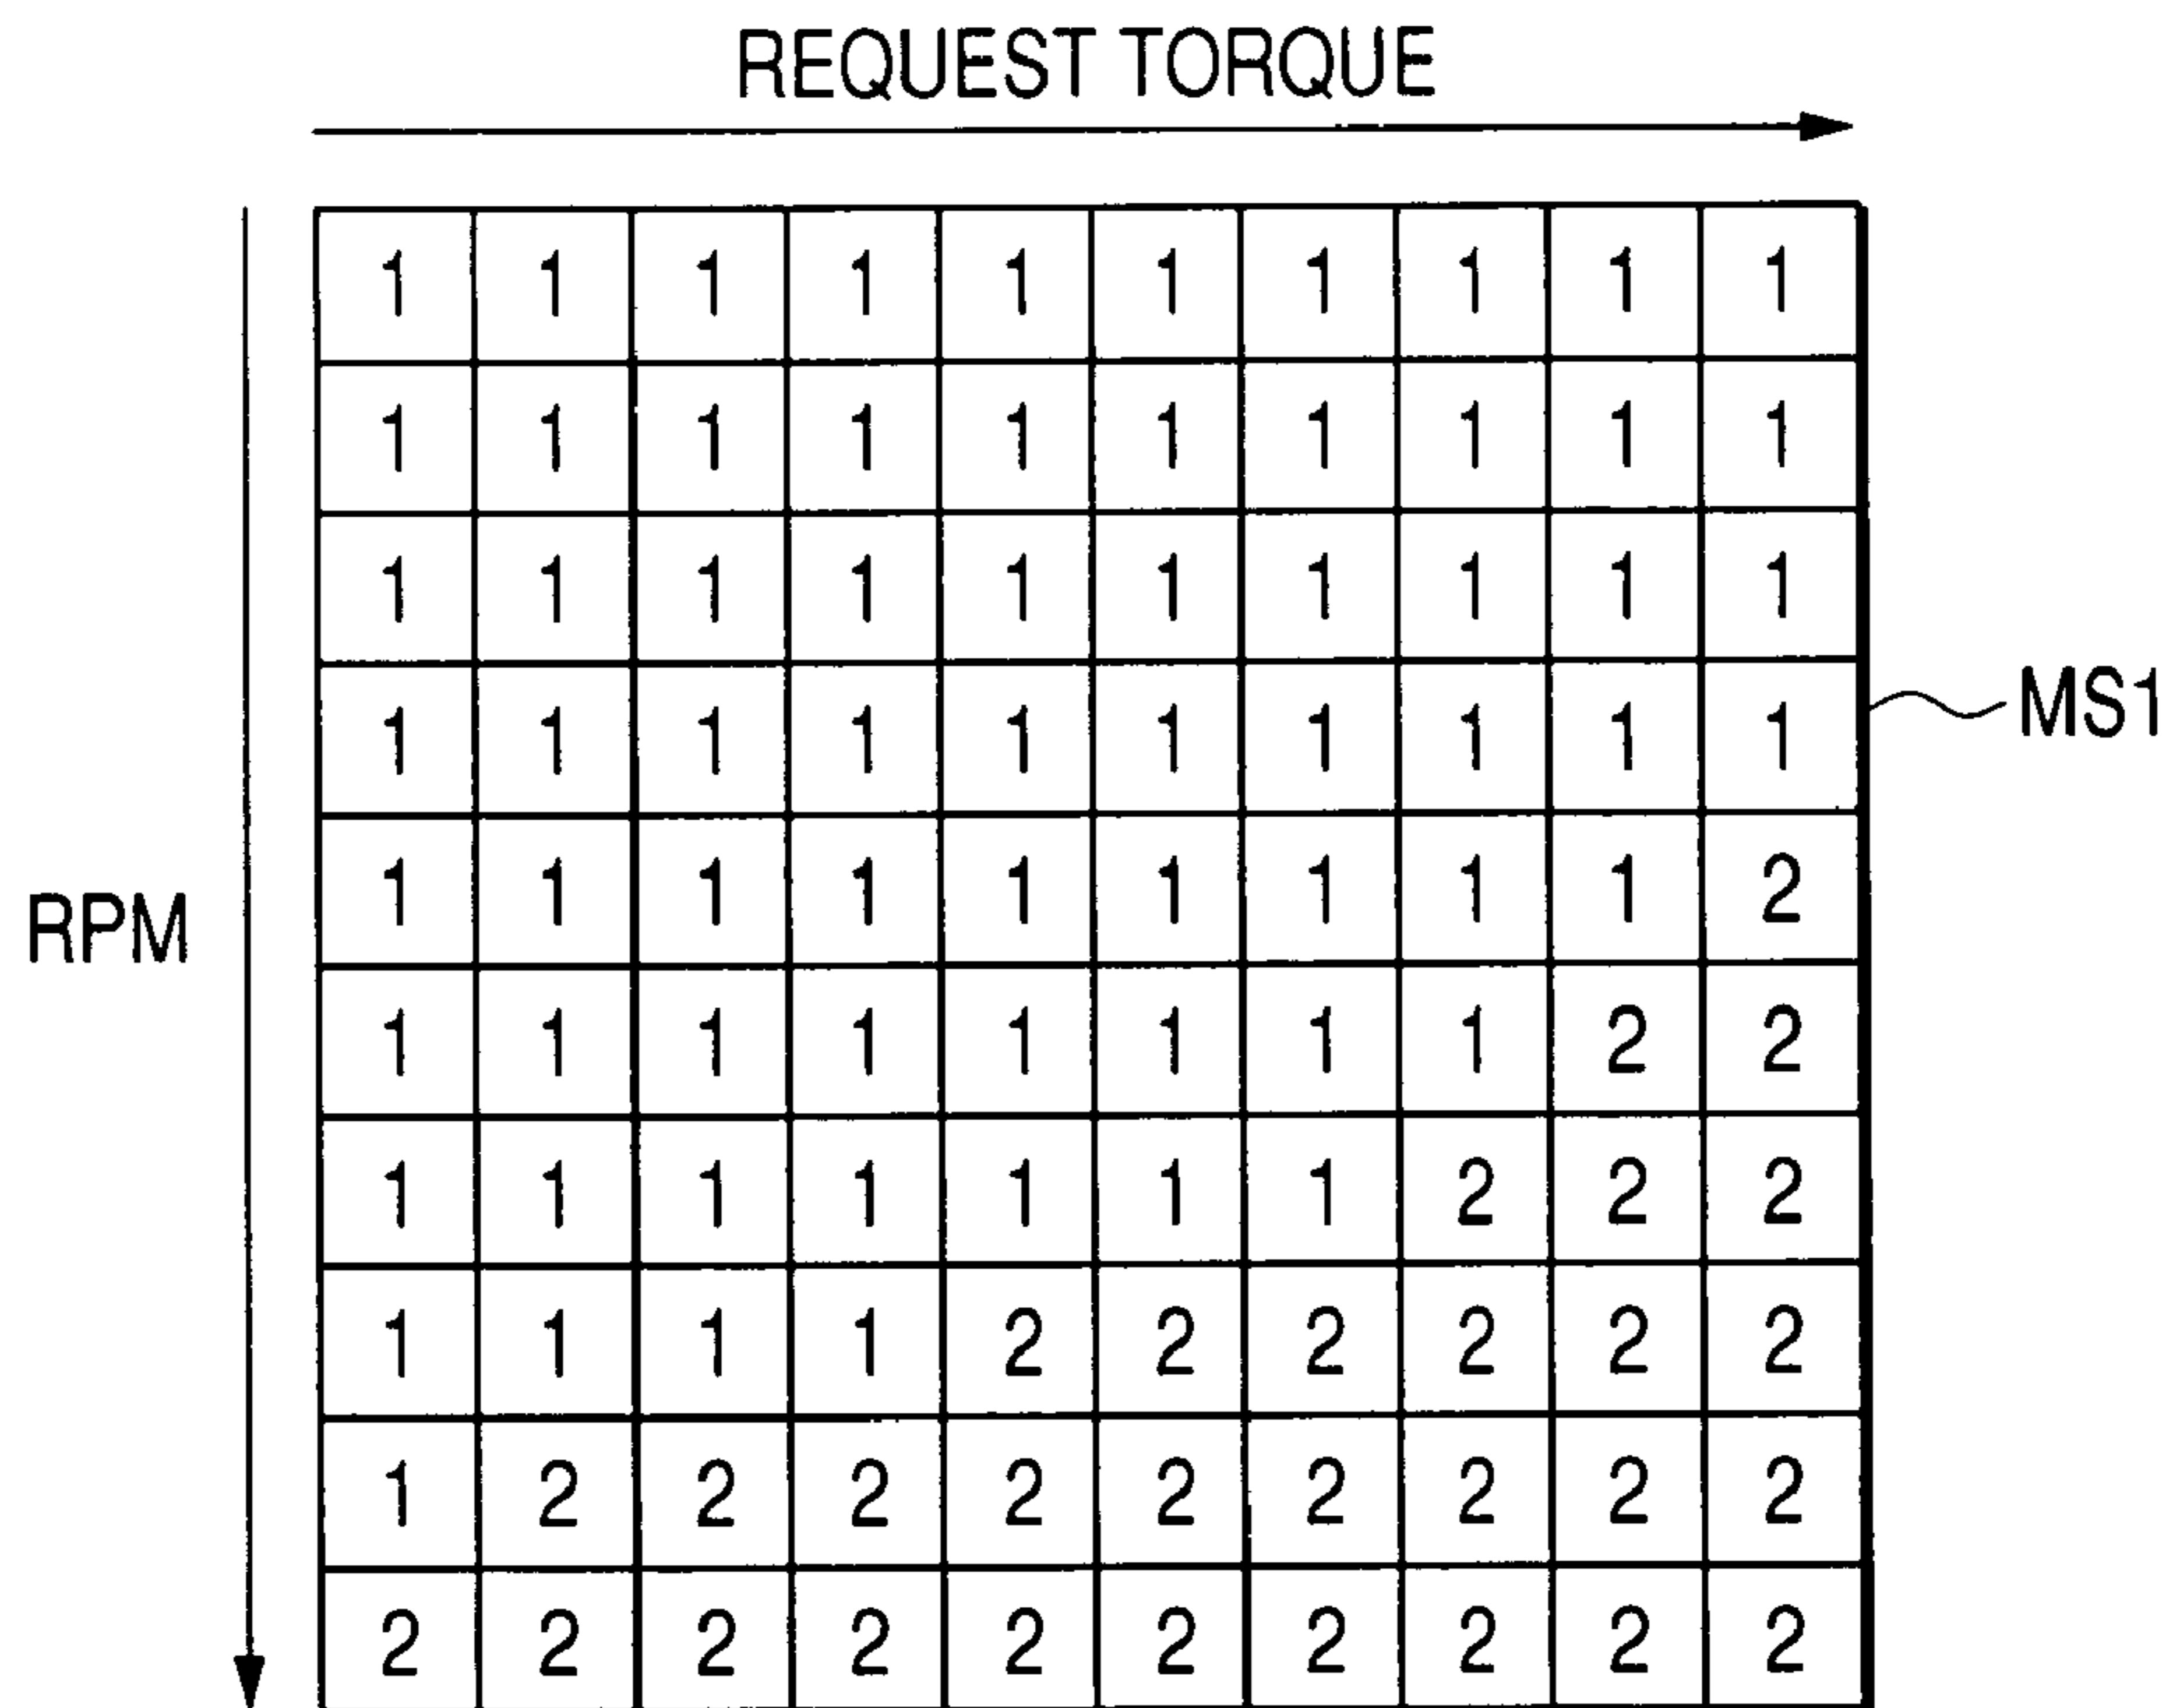 REQUEST TORQUE
1 1 1 1 1 1 1 1 1 1
1 1 1 1 1 1 1 1 1 1
1 1 1 1 1 1 1 1 1 1
1 1 1 1 1 1 1 1 1 1
MS1
1 1 1 1 1 1 1 1 1 2
RPM
1 1 1 1 1 1 1 1 2 2
1 1 1 1 1 1 1 2 2 2
1 1 1 1 2 2 2 2 2 2
1 2 2 2 2 2 2 2 2 2
2 2 2 2 2 2 2 2 2 2